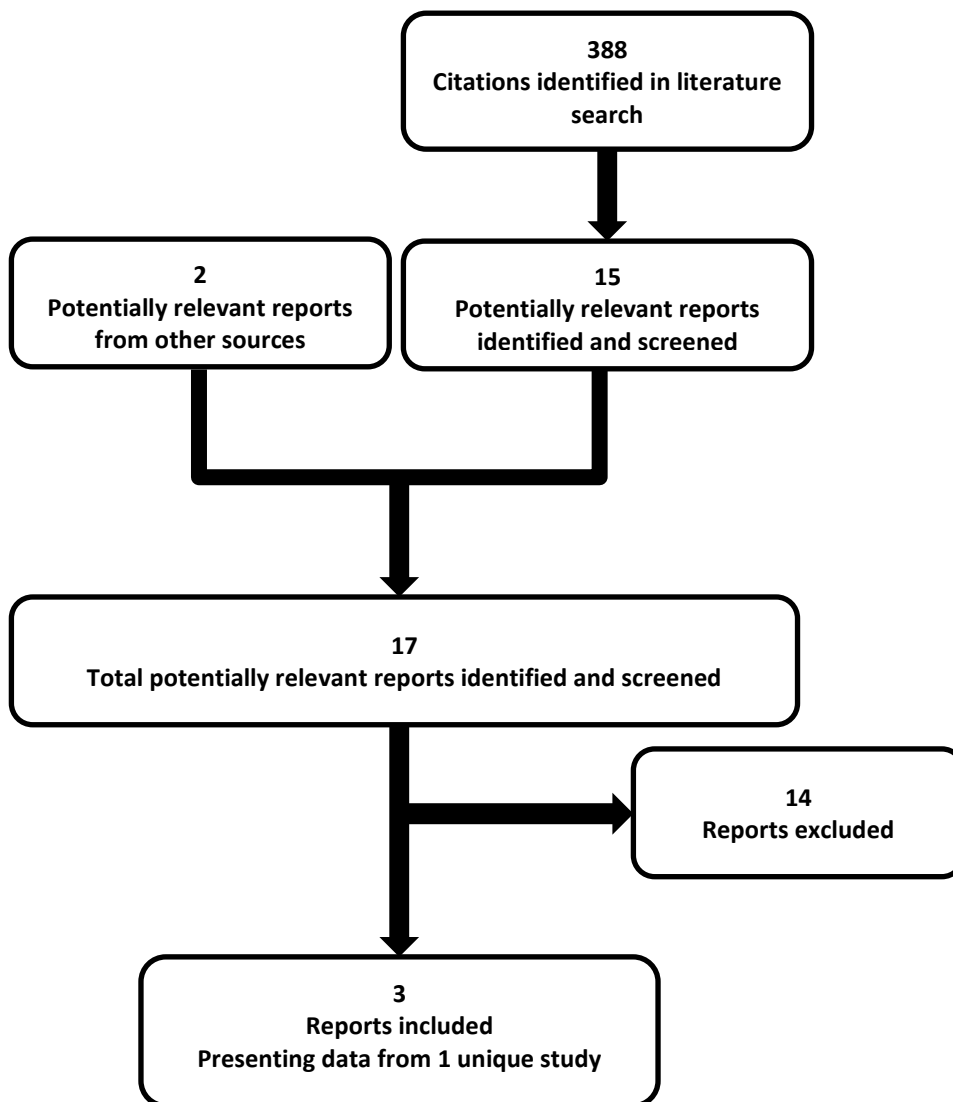 388
Citations identified in literature
search
2
Potentially relevant reports
from other sources
15
Potentially relevant reports
identified and screened
17
Total potentially relevant reports identified and screened
14
Reports excluded
3
Reports included
Presenting data from 1 unique study